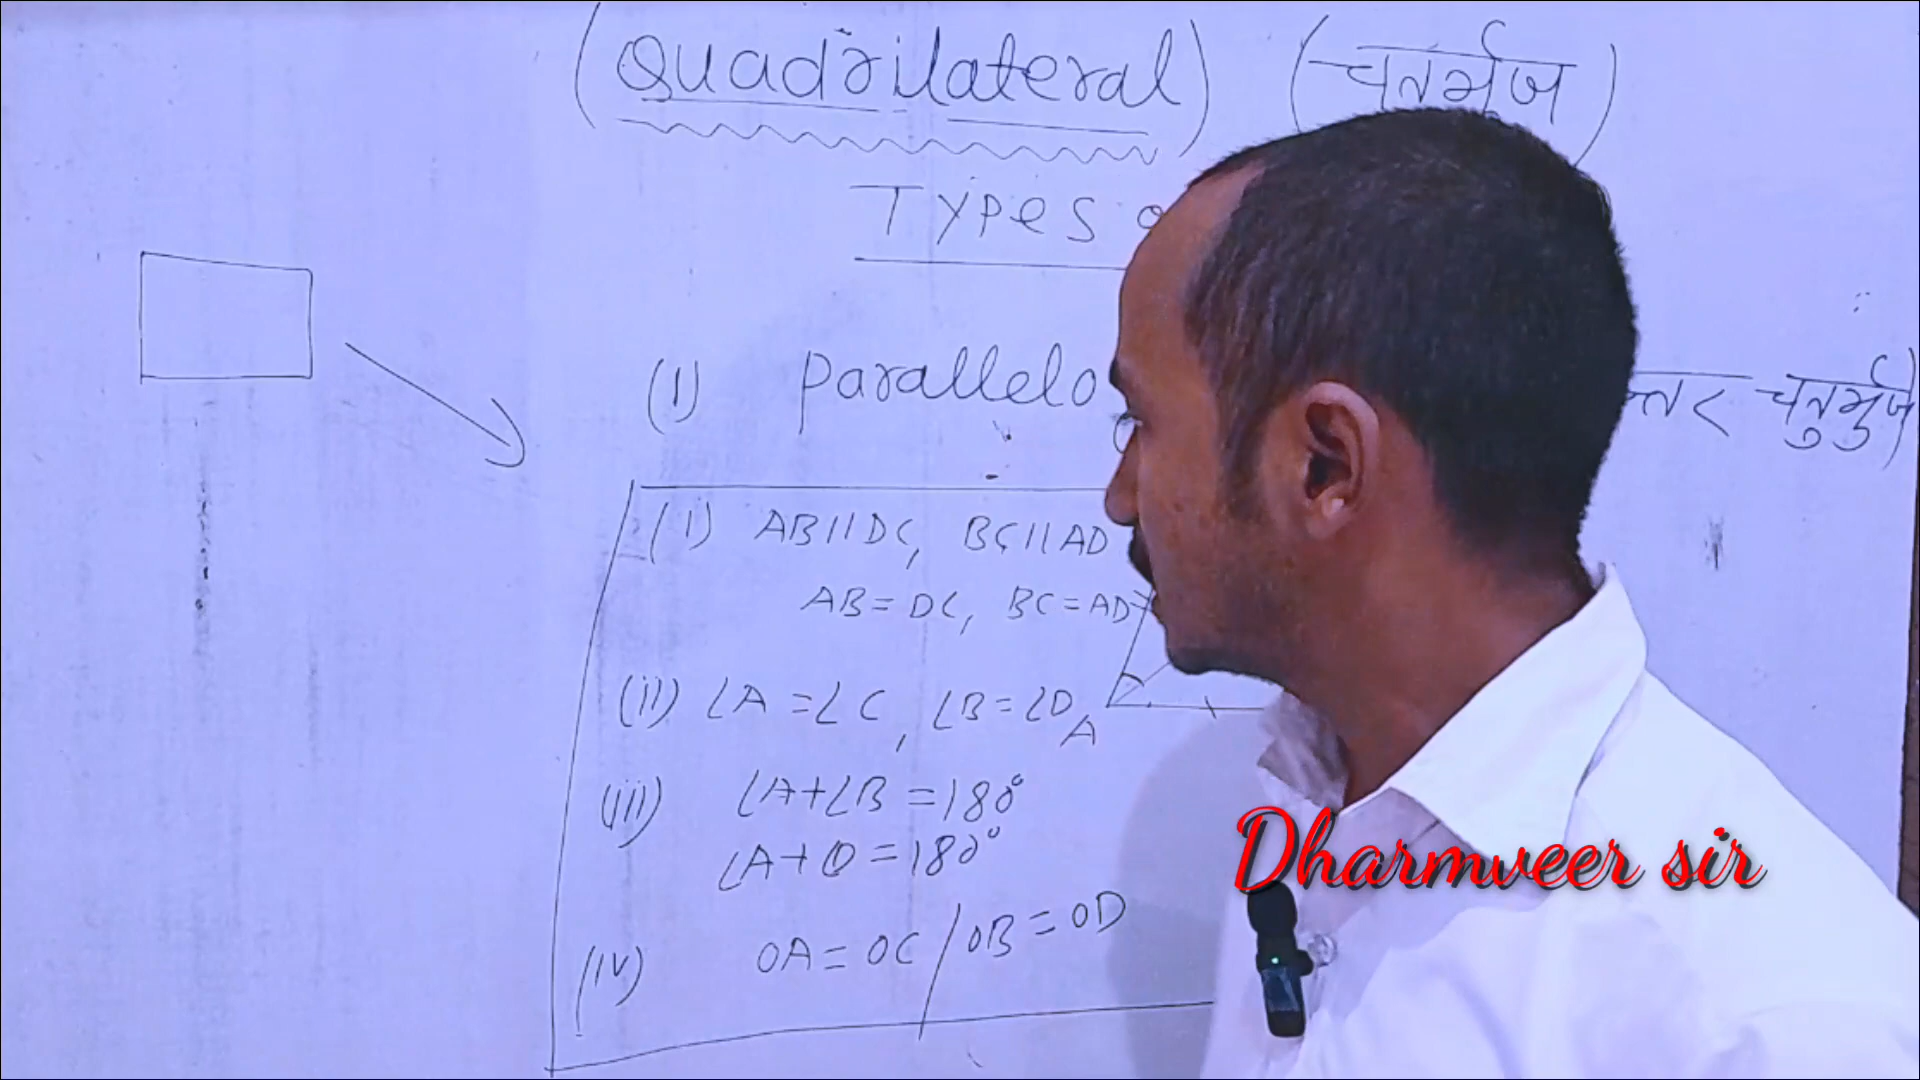 (Quadrilateral) (चतुर्भुज)
Types
(1) Parallelo
चतुर्भुज)
(i) AB||DC, BC||AD
AB=DC, BC=AD
(ii) ∠A=∠C, ∠B=∠D
A
(iii) ∠A+∠B=180°
∠A+D=180°
(iv) OA=OC/OB=OD
Dharmveer sir